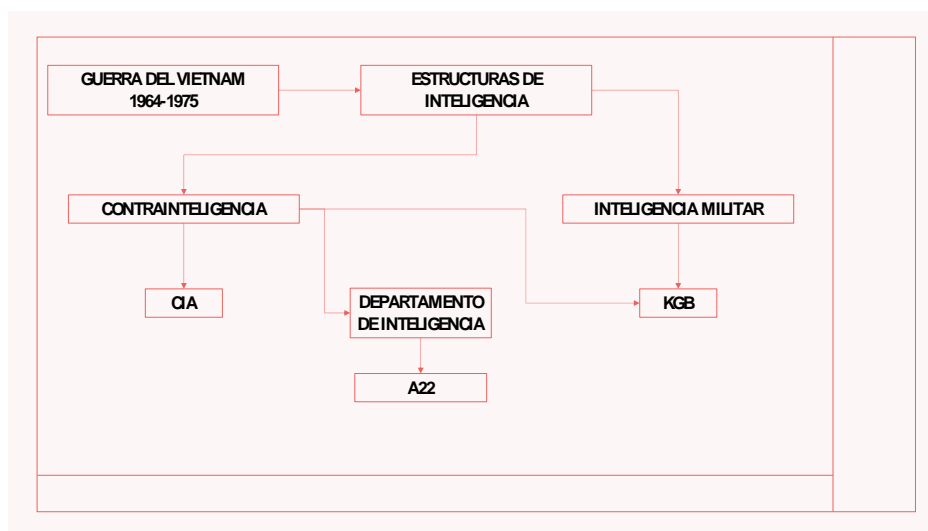 GUERRA DEL VIETNAM
1964-1975
ESTRUCTURAS DE
INTELIGENCIA
CONTRAINTELIGENCIA
INTELIGENCIA MILITAR
CIA
DEPARTAMENTO
DE INTELIGENCIA
KGB
A22